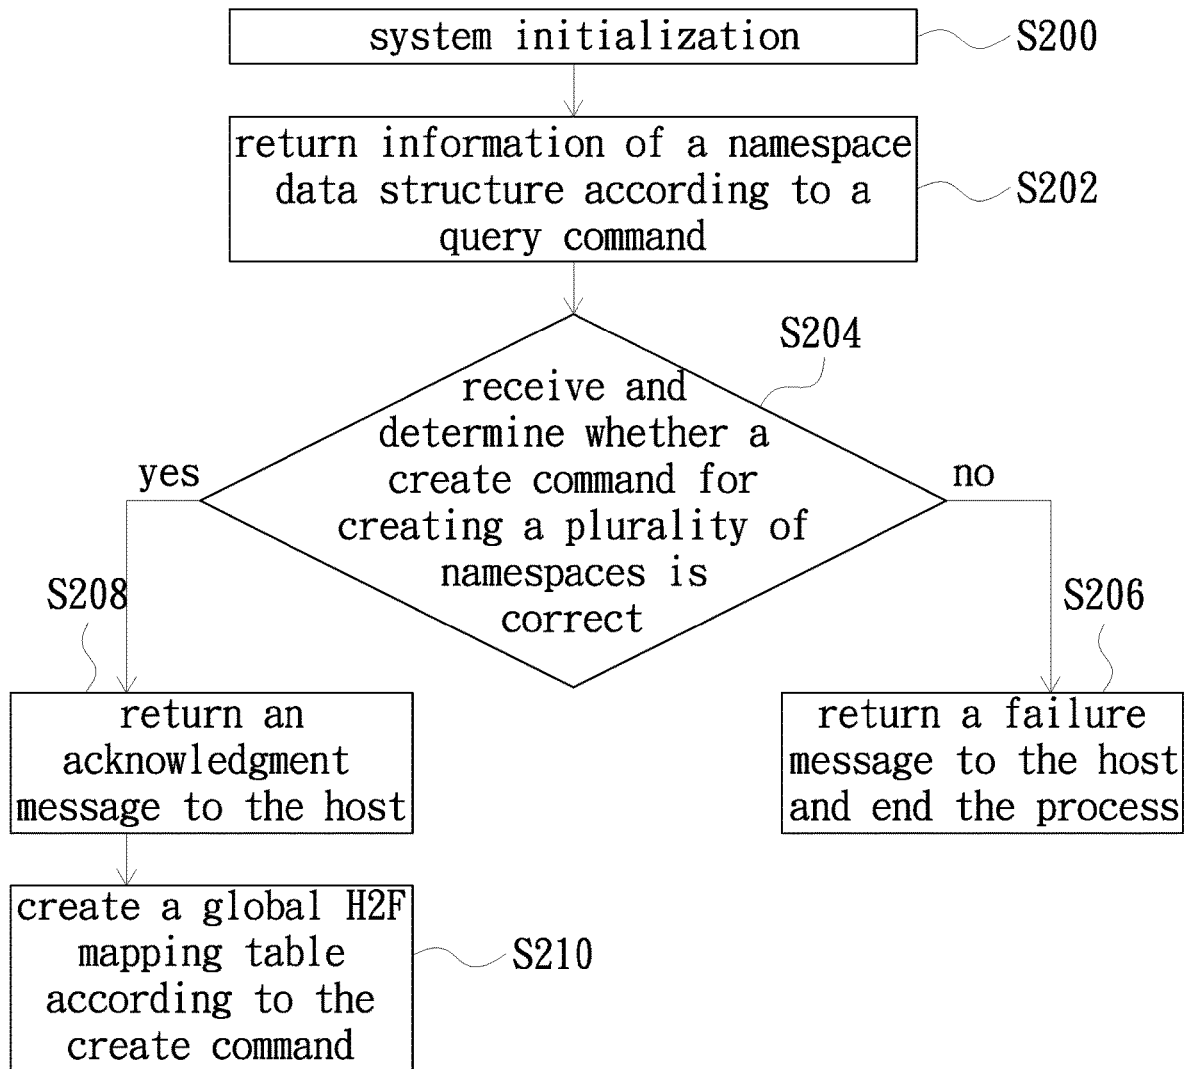 system initialization
S200
return information of a namespace
data structure according to a
query command
S202
S204
receive and
determine whether a
create command for
creating a plurality of
namespaces is
correct
yes
no
S208
S206
return an
acknowledgment
message to the host
return a failure
message to the host
and end the process
create a global H2F
mapping table
according to the
create command
S210